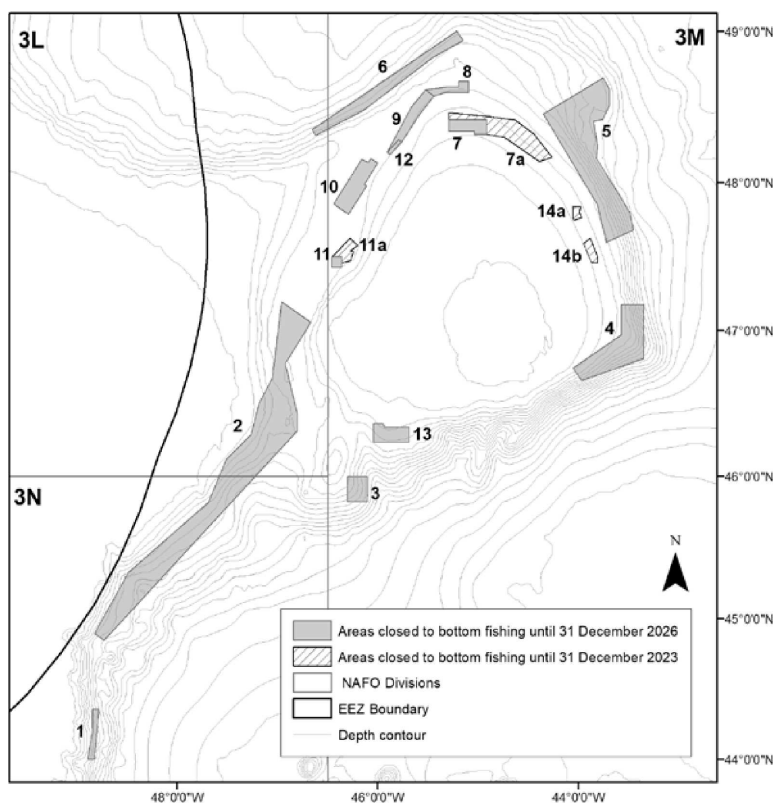 3L
3M
49°0'0"N
6
8
9
5
12
7
7a
48°0'0"N
10
14a
11
11a
14b
47°0'0"N
4
2
13
46°0'0"N
3N
3
N
45°0'0"N
Areas closed to bottom fishing until 31 December 2026
Areas closed to bottom fishing until 31 December 2023
NAFO Divisions
EEZ Boundary
Depth contour
1
44°0'0"N
48°0'0"W
46°0'0"W
44°0'0"W